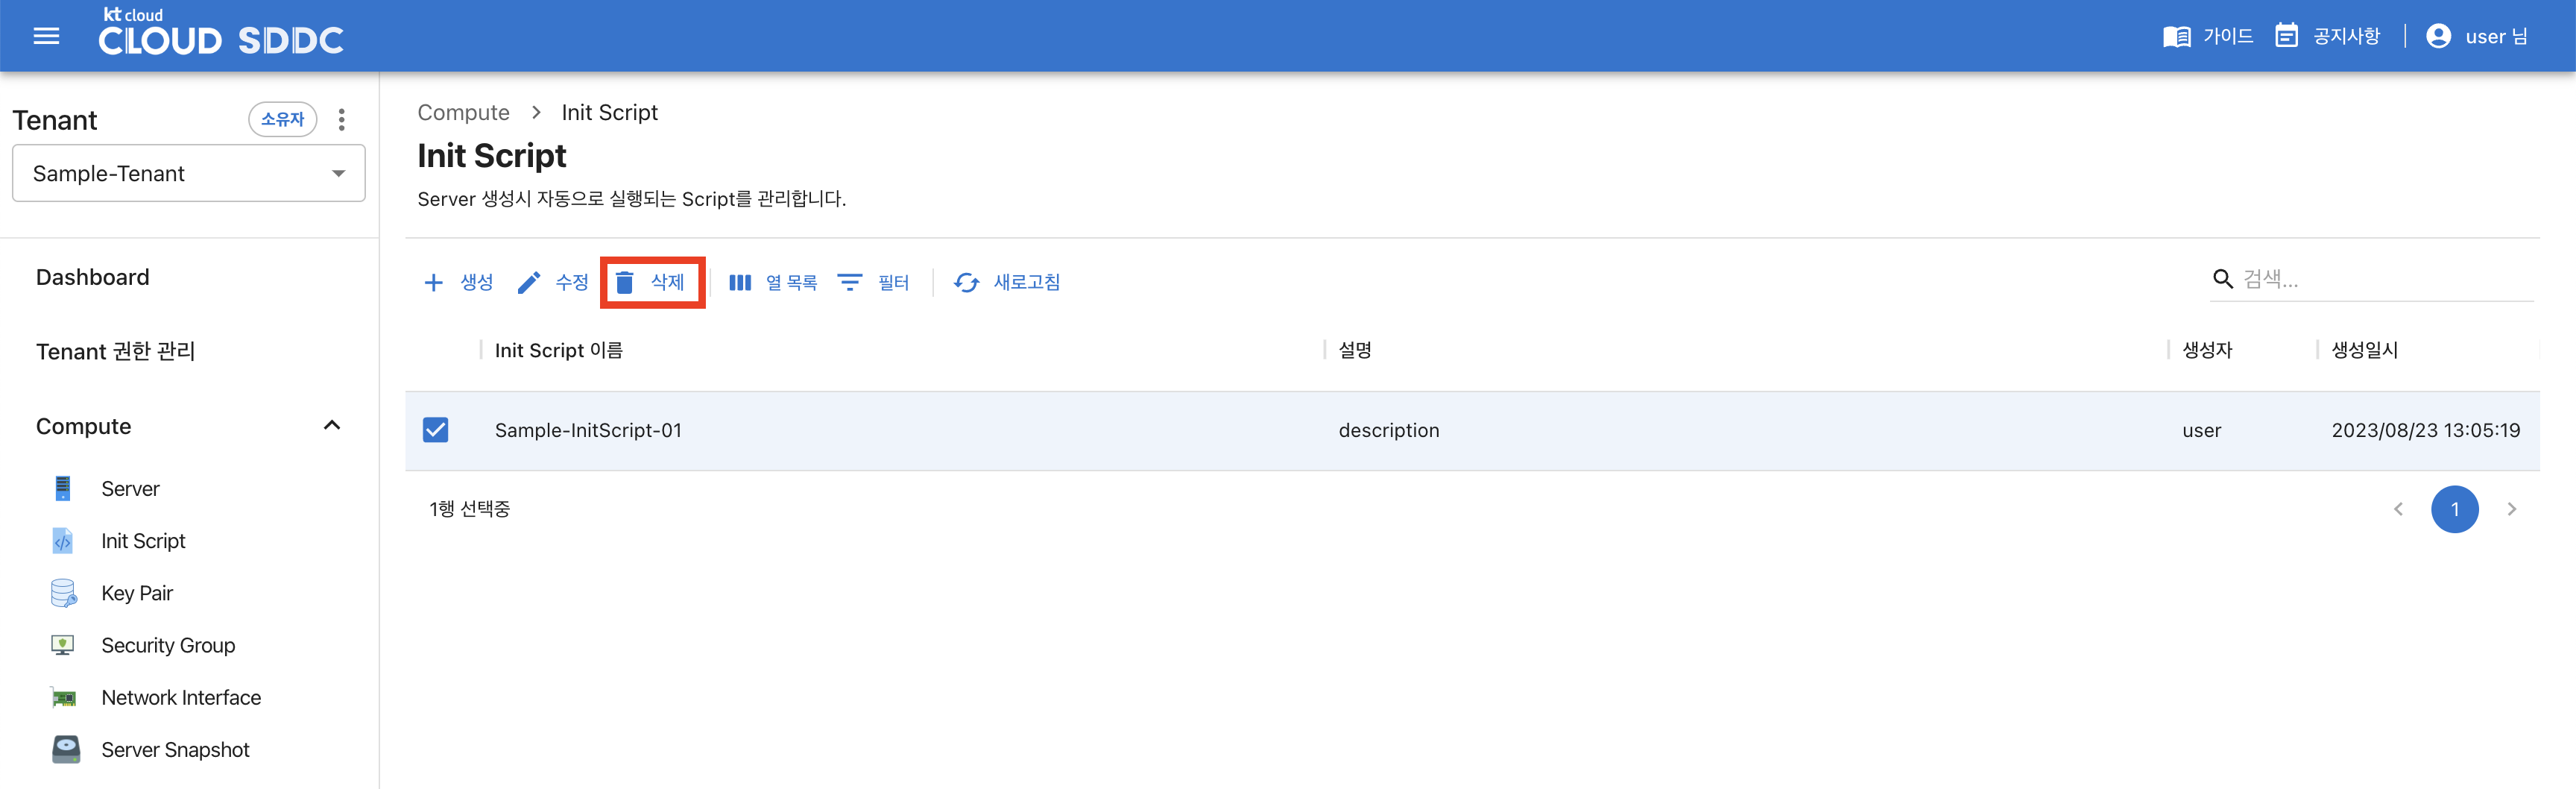 kt cloud
CLOUD SDDC
가이드
공지사항
user 님
Tenant
소유자
Sample-Tenant
Dashboard
Tenant 권한 관리
Compute
Server
Init Script
Key Pair
Security Group
Network Interface
Server Snapshot
Compute > Init Script
Init Script
Server 생성시 자동으로 실행되는 Script를 관리합니다.
생성 수정 삭제 열 목록 필터 새로고침
검색...
Init Script 이름 설명 생성자 생성일시
Sample-InitScript-01 description user 2023/08/23 13:05:19
1행 선택중
1